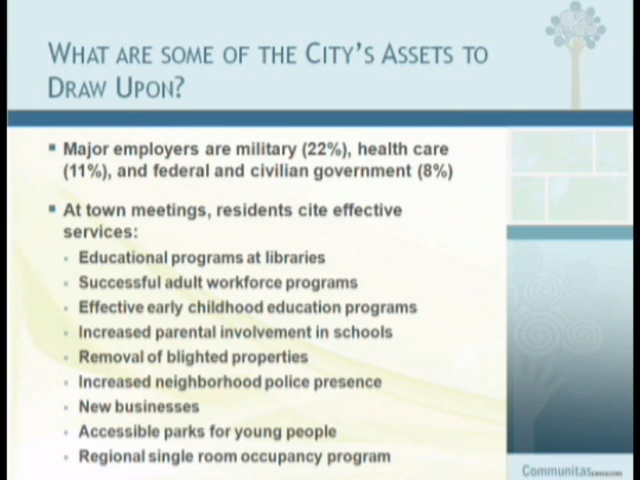 WHAT ARE SOME OF THE CITY'S ASSETS TO
DRAW UPON?
Major employers are military (22%), health care
(11%), and federal and civilian government (8%)
At town meetings, residents cite effective
services:
Educational programs at libraries
Successful adult workforce programs
Effective early childhood education programs
Increased parental involvement in schools
Removal of blighted properties
Increased neighborhood police presence
New businesses
Accessible parks for young people
Regional single room occupancy program
Communitas